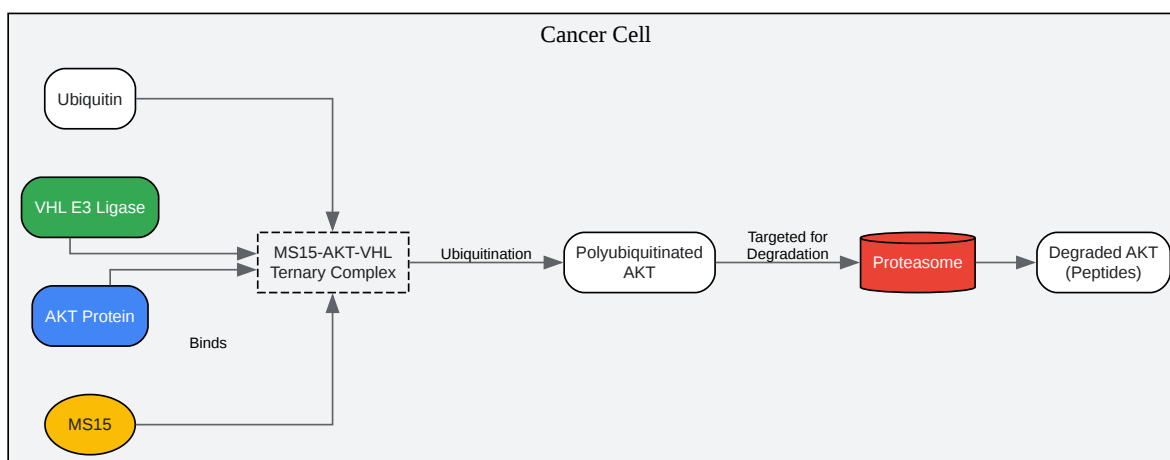 Cancer Cell
Ubiquitin
VHL E3 Ligase
AKT Protein
Binds
MS15
MS15-AKT-VHL
Ternary Complex
Ubiquitination
Polyubiquitinated
AKT
Targeted for
Degradation
Proteasome
Degraded AKT
(Peptides)